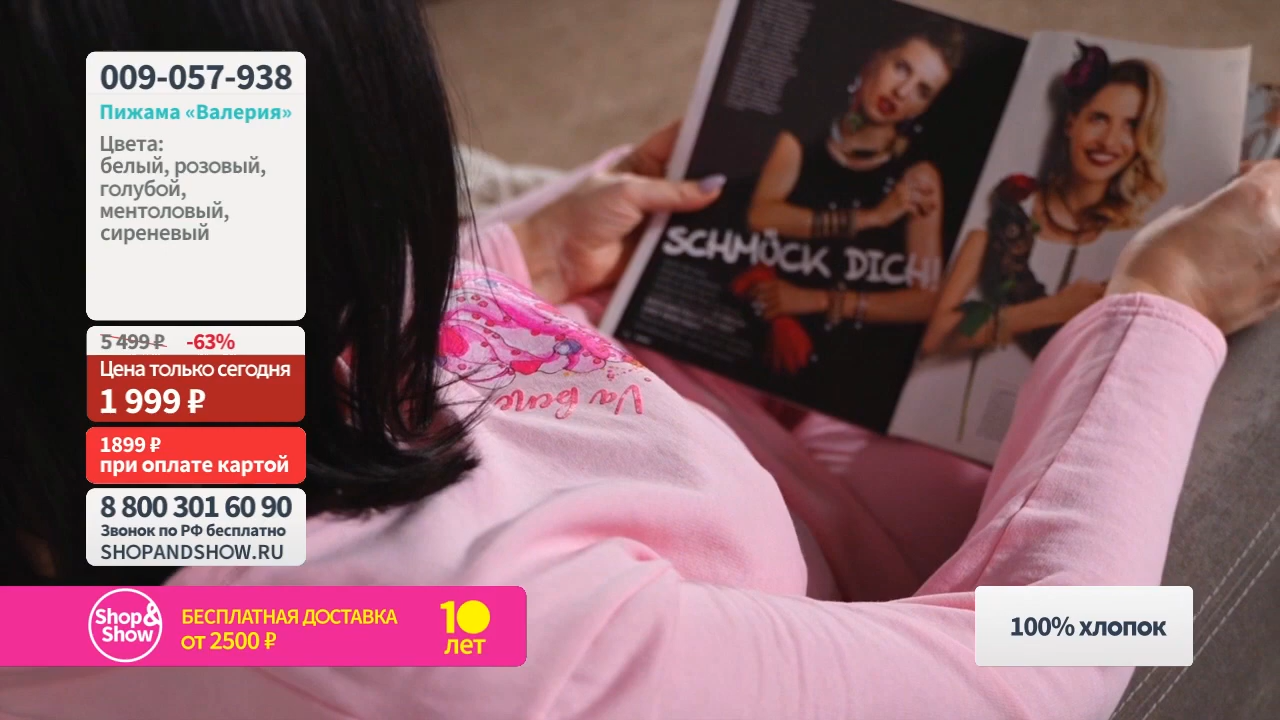 009-057-938
Пижама «Валерия»
Цвета:
белый, розовый,
голубой,
ментоловый,
сиреневый
5 499 ₽ -63%
Цена только сегодня
1 999 ₽
1899 ₽
при оплате картой
8 800 301 60 90
Звонок по РФ бесплатно
SHOPANDSHOW.RU
Shop&
Show
БЕСПЛАТНАЯ ДОСТАВКА
от 2500 ₽
10
лет
100% хлопок
SCHMÜCK DICH!
Va bene